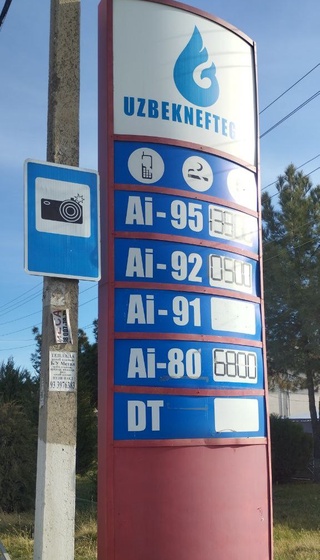 UZBEKNEFTEG
Ai-95
Ai-92 0500
Ai-91
Ai-80 6800
DT